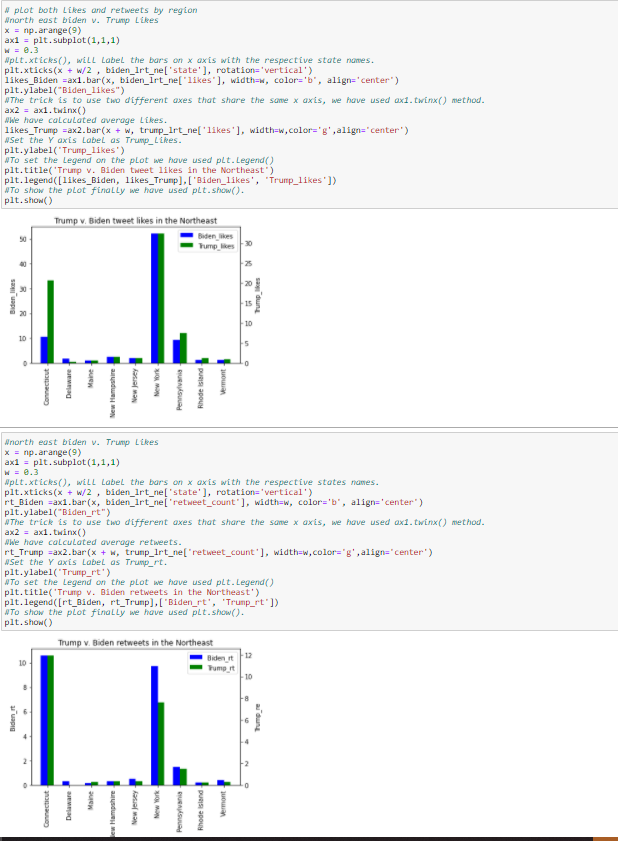 # plot both likes and retweets by region
#north east biden v. Trump likes
x = np.arange(9)
ax1 = plt.subplot(1,1,1)
w = 0.3
#plt.xticks(), will label the bars on x axis with the respective state names.
plt.xticks(x + w/2 , biden_lrt_ne['state'], rotation='vertical')
likes_Biden =ax1.bar(x, biden_lrt_ne['likes'], width=w, color='b', align='center')
plt.ylabel("Biden_likes")
#The trick is to use two different axes that share the same x axis, we have used ax1.twinx() method.
ax2 = ax1.twinx()
#We have calculated average likes.
likes_Trump =ax2.bar(x + w, trump_lrt_ne['likes'], width=w,color='g',align='center')
#Set the Y axis label as Trump_likes.
plt.ylabel('Trump_likes')
#To set the legend on the plot we have used plt.legend()
plt.title('Trump v. Biden tweet likes in the Northeast')
plt.legend([likes_Biden, likes_Trump],['Biden_likes', 'Trump_likes'])
#To show the plot finally we have used plt.show().
plt.show()
Trump v. Biden tweet likes in the Northeast
Biden_likes
Trump_likes
50
40
30
20
10
0
Biden_likes
30
25
20
15
10
5
0
Trump_likes
Connecticut
Delaware
Maine
New Hampshire
New Jersey
New York
Pennsylvania
Rhode Island
Vermont
#north east biden v. Trump likes
x = np.arange(9)
ax1 = plt.subplot(1,1,1)
w = 0.3
#plt.xticks(), will label the bars on x axis with the respective states names.
plt.xticks(x + w/2 , biden_lrt_ne['state'], rotation='vertical')
rt_Biden =ax1.bar(x, biden_lrt_ne['retweet_count'], width=w, color='b', align='center')
plt.ylabel("Biden_rt")
#The trick is to use two different axes that share the same x axis, we have used ax1.twinx() method.
ax2 = ax1.twinx()
#We have calculated average retweets.
rt_Trump =ax2.bar(x + w, trump_lrt_ne['retweet_count'], width=w,color='g',align='center')
#Set the Y axis label as Trump_rt.
plt.ylabel('Trump_rt')
#To set the legend on the plot we have used plt.legend()
plt.title('Trump v. Biden retweets in the Northeast')
plt.legend([rt_Biden, rt_Trump],['Biden_rt', 'Trump_rt'])
#To show the plot finally we have used plt.show().
plt.show()
Trump v. Biden retweets in the Northeast
Biden_rt
Trump_rt
10
8
6
4
2
0
Biden_rt
12
10
8
6
4
2
0
Trump_re
Connecticut
Delaware
Maine
ew Hampshire
New Jersey
New York
Pennsylvania
Rhode Island
Vermont